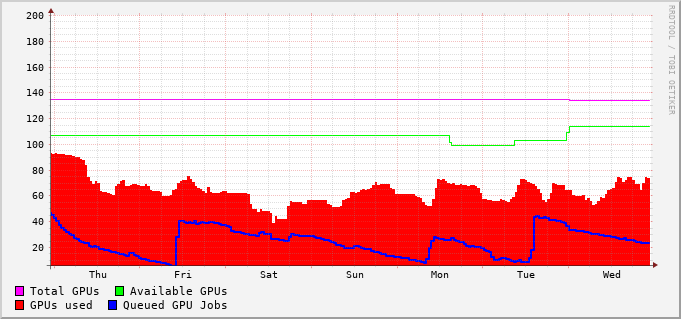 200
180
160
140
120
100
80
60
40
20
Thu Fri Sat Sun Mon Tue Wed
RRDTOOL / TOBI OETIKER
Total GPUs Available GPUs
GPUs used Queued GPU Jobs